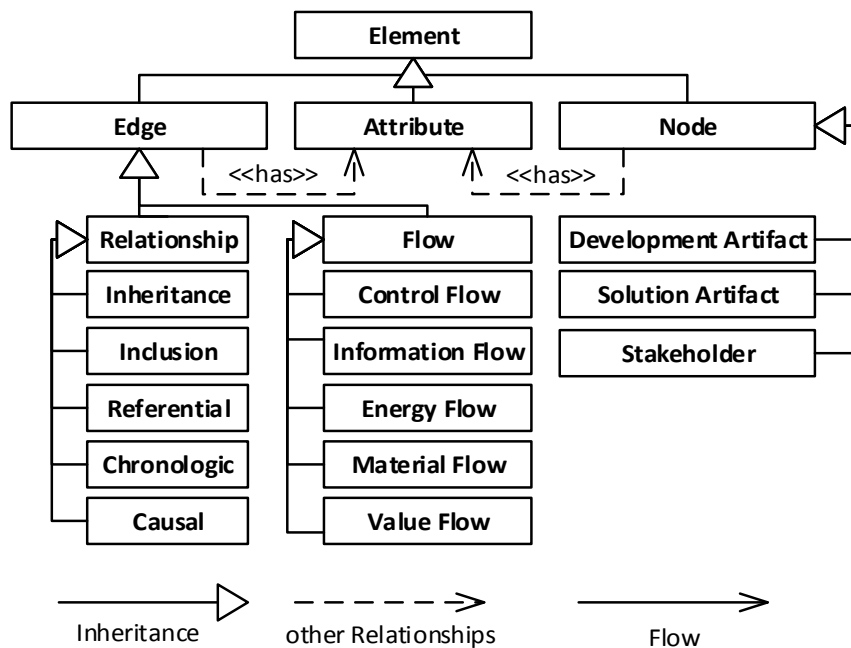 Element
Edge
Attribute
Node
<<has>>
<<has>>
Relationship
Flow
Development Artifact
Inheritance
Control Flow
Solution Artifact
Inclusion
Information Flow
Stakeholder
Referential
Energy Flow
Chronologic
Material Flow
Causal
Value Flow
Inheritance
other Relationships
Flow